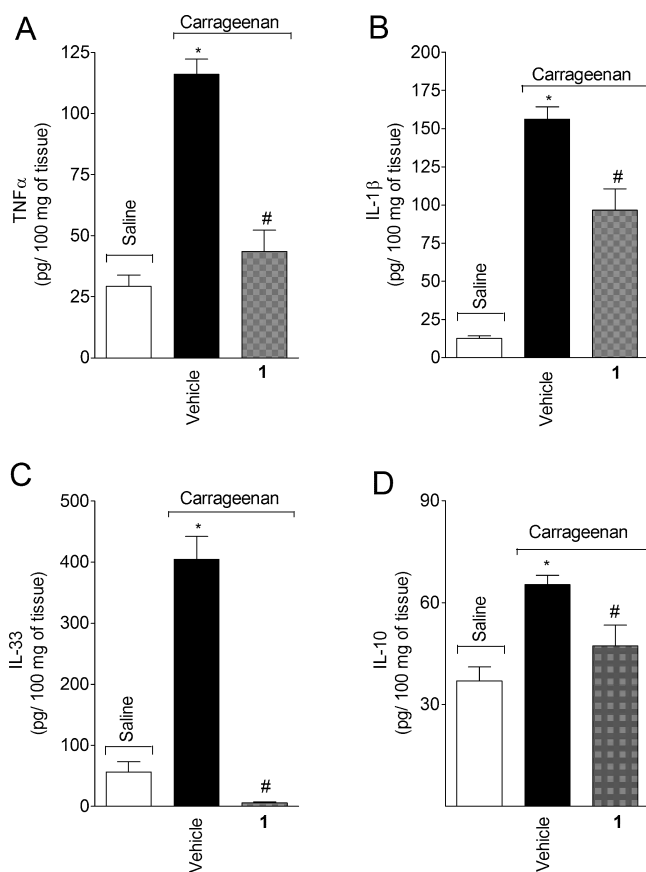 A
Carrageenan
125
100
75
50
25
0
TNFα
(pg/ 100 mg of tissue)
Saline
*
#
Vehicle
1
B
Carrageenan
200
175
150
125
100
75
50
25
0
IL-1β
(pg/ 100 mg of tissue)
Saline
*
#
Vehicle
1
C
Carrageenan
500
400
300
200
100
0
IL-33
(pg/ 100 mg of tissue)
Saline
*
#
Vehicle
1
D
Carrageenan
90
60
30
IL-10
(pg/ 100 mg of tissue)
Saline
*
#
Vehicle
1